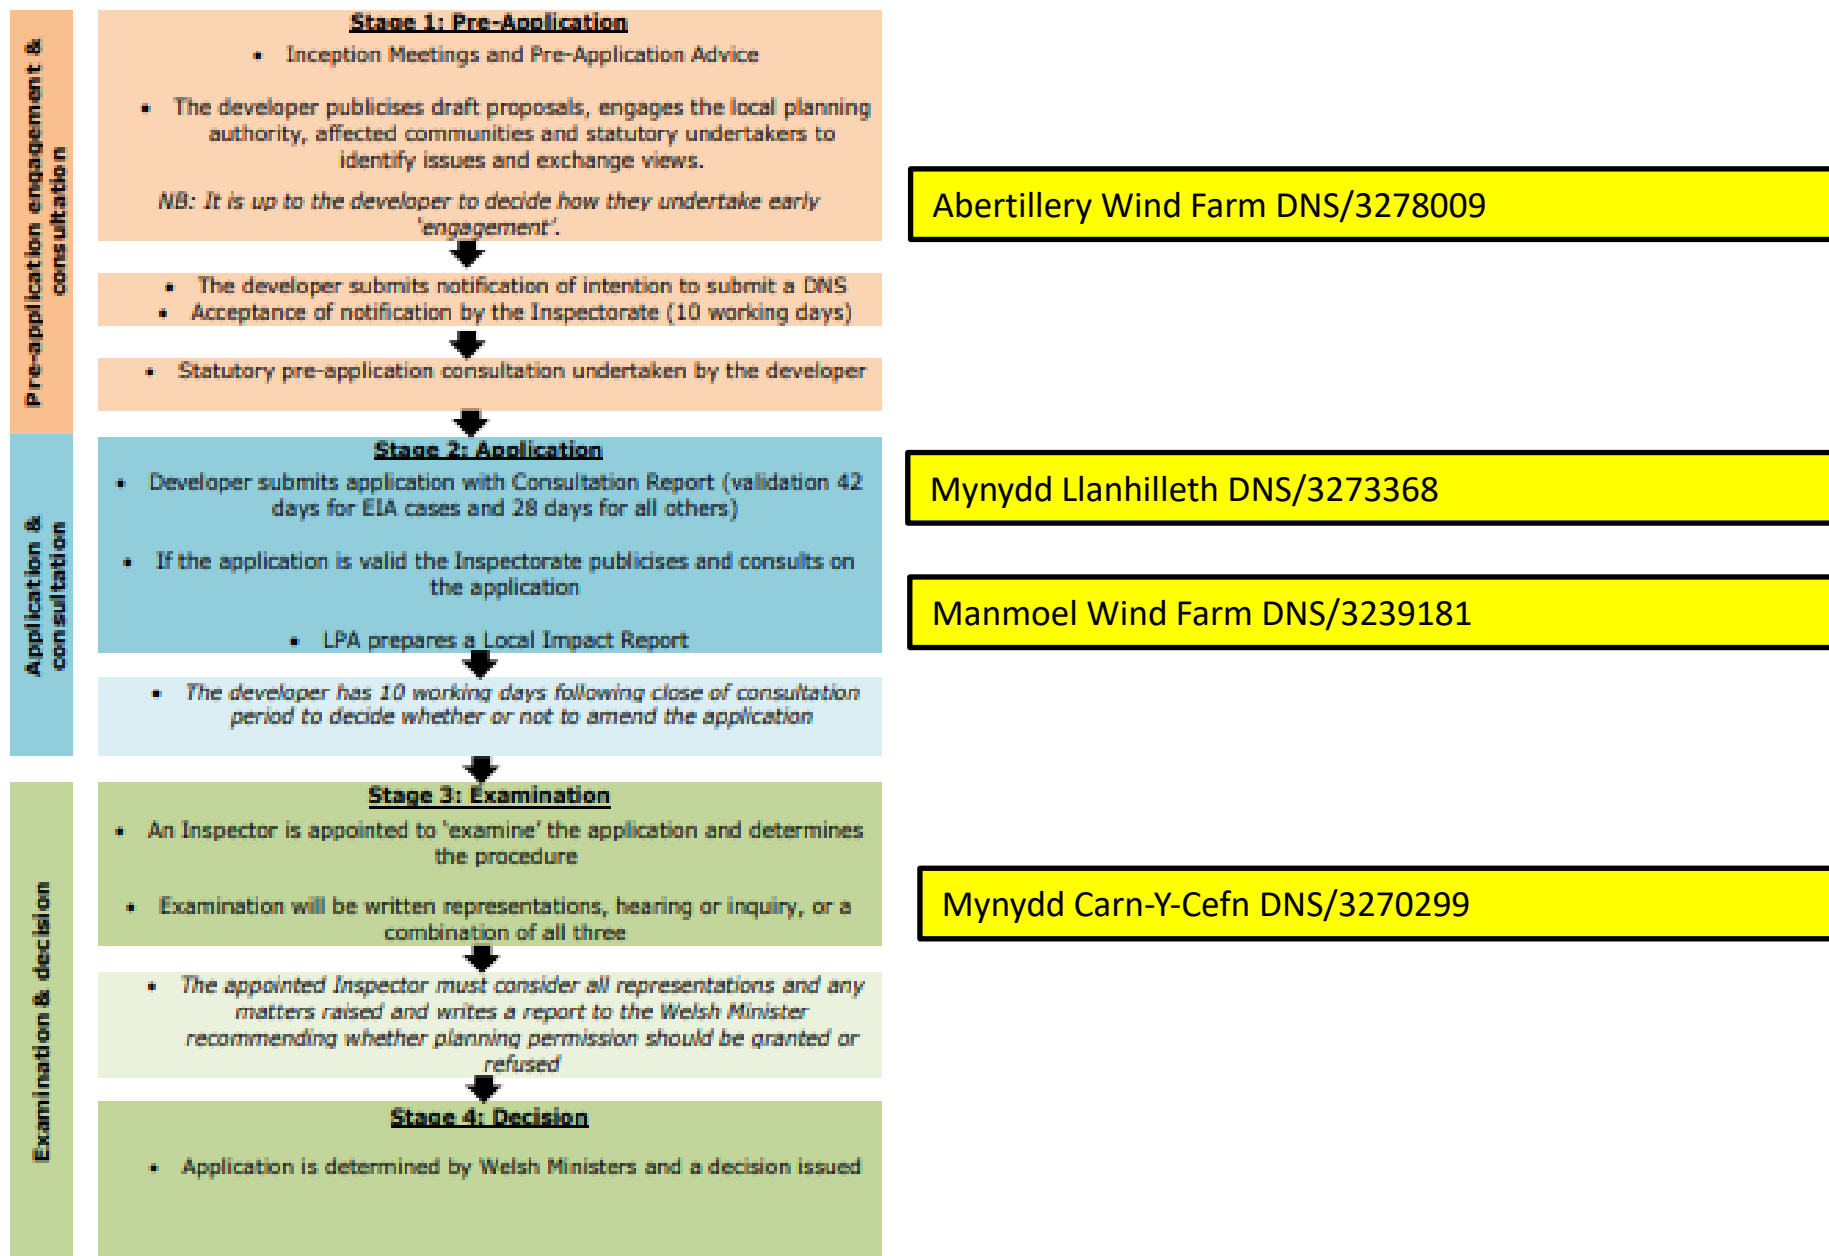 Pre-application engagement &
consultation
Stage 1: Pre-Application
• Inception Meetings and Pre-Application Advice
• The developer publicises draft proposals, engages the local planning
authority, affected communities and statutory undertakers to
identify issues and exchange views.
NB: It is up to the developer to decide how they undertake early
'engagement'.
• The developer submits notification of intention to submit a DNS
• Acceptance of notification by the Inspectorate (10 working days)
• Statutory pre-application consultation undertaken by the developer
Abertillery Wind Farm DNS/3278009
Application &
consultation
Stage 2: Application
• Developer submits application with Consultation Report (validation 42
days for EIA cases and 28 days for all others)
• If the application is valid the Inspectorate publicises and consults on
the application
• LPA prepares a Local Impact Report
• The developer has 10 working days following close of consultation
period to decide whether or not to amend the application
Mynydd Llanhilleth DNS/3273368
Manmoel Wind Farm DNS/3239181
Examination & decision
Stage 3: Examination
• An Inspector is appointed to 'examine' the application and determines
the procedure
• Examination will be written representations, hearing or inquiry, or a
combination of all three
• The appointed Inspector must consider all representations and any
matters raised and writes a report to the Welsh Minister
recommending whether planning permission should be granted or
refused
Mynydd Carn-Y-Cefn DNS/3270299
Stage 4: Decision
• Application is determined by Welsh Ministers and a decision issued